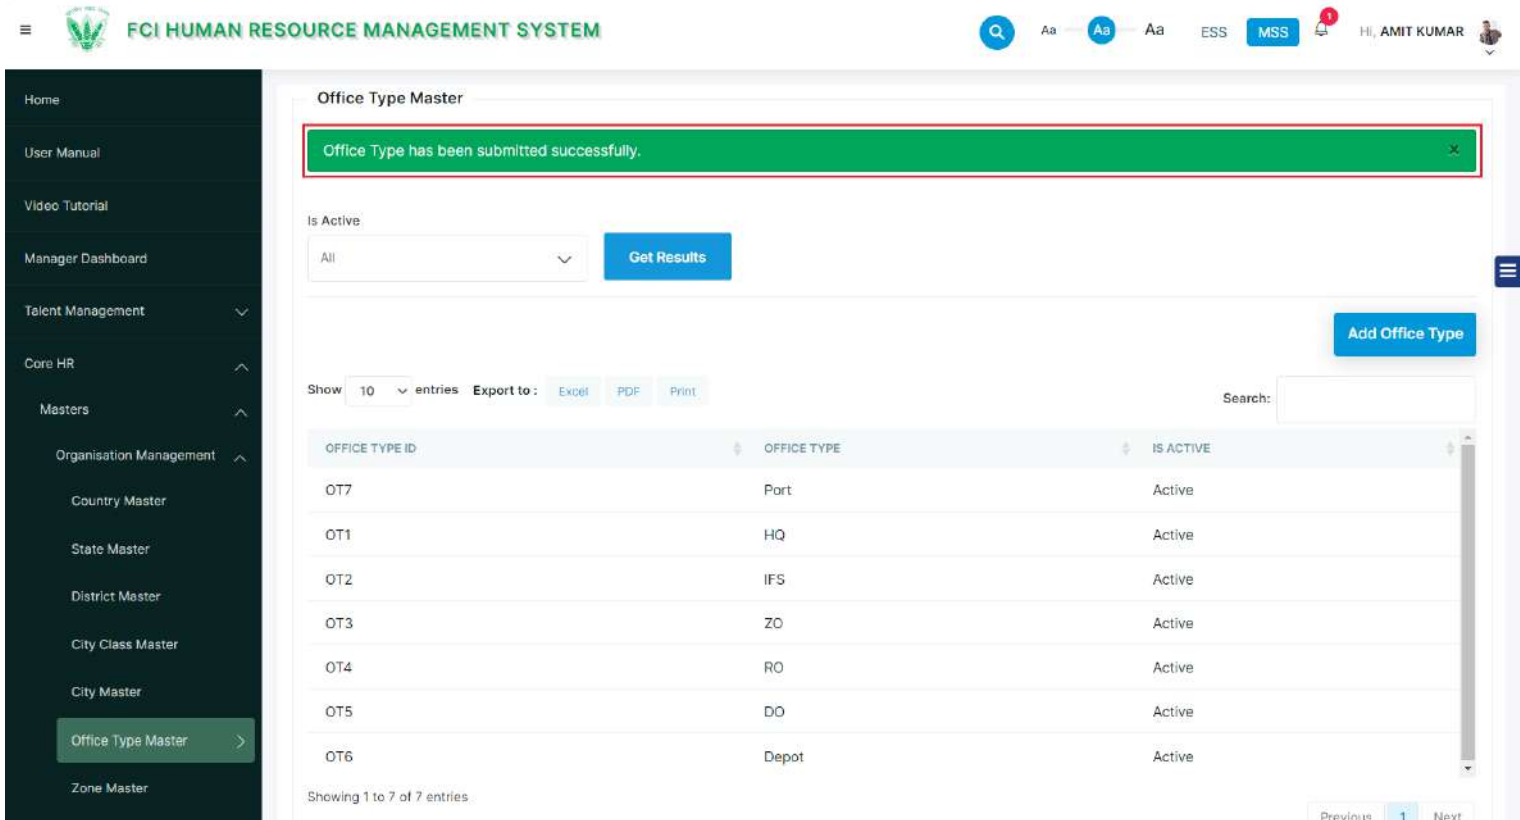 FCI HUMAN RESOURCE MANAGEMENT SYSTEM
Aa Aa Aa ESS MSS 1 Hi, AMIT KUMAR
Home
User Manual
Video Tutorial
Manager Dashboard
Talent Management
Core HR
Masters
Organisation Management
Country Master
State Master
District Master
City Class Master
City Master
Office Type Master
Zone Master
Office Type Master
Office Type has been submitted successfully. ×
Is Active
All Get Results
Add Office Type
Show 10 entries Export to : Excel PDF Print Search:
OFFICE TYPE ID OFFICE TYPE IS ACTIVE
OT7 Port Active
OT1 HQ Active
OT2 IFS Active
OT3 ZO Active
OT4 RO Active
OT5 DO Active
OT6 Depot Active
Showing 1 to 7 of 7 entries
Previous 1 Next